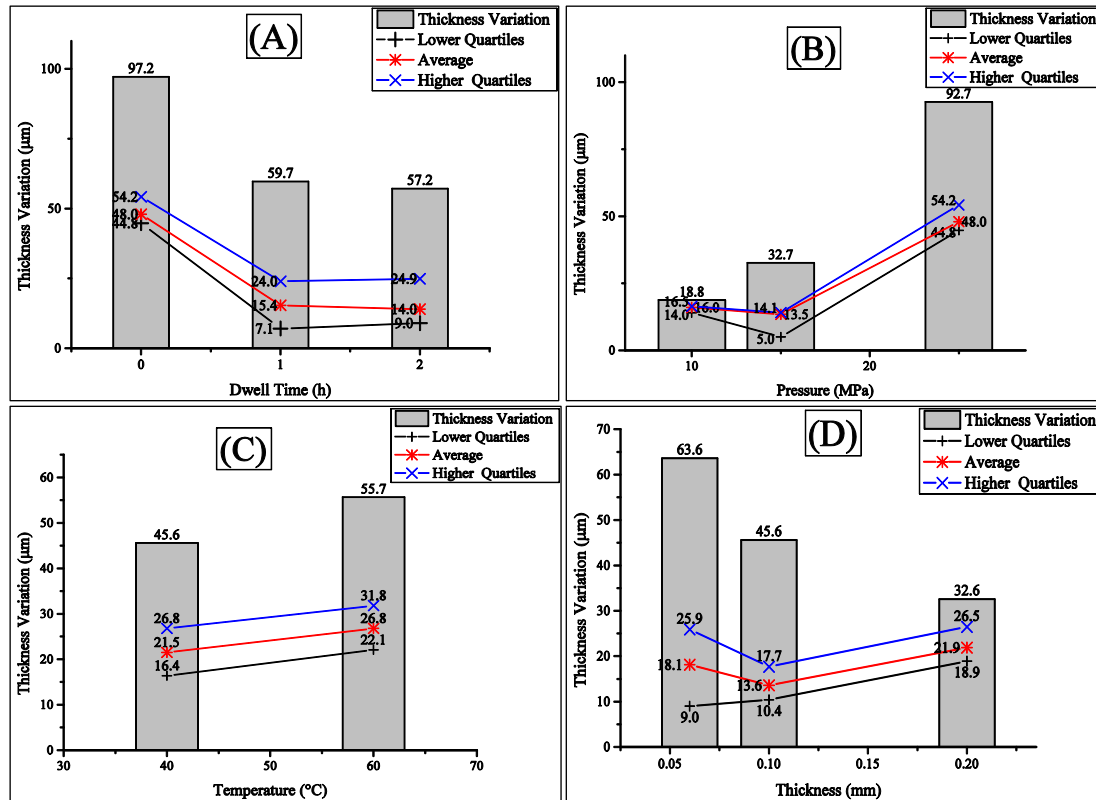 (A)
Thickness Variation
Lower Quartiles
Average
Higher Quartiles
Thickness Variation (μm)
100
50
0
97.2
59.7
57.2
54.2
48.0
44.8
24.0
15.4
7.1
24.9
14.0
9.0
0
1
2
Dwell Time (h)
(B)
Thickness Variation
Lower Quartiles
Average
Higher Quartiles
Thickness Variation (μm)
100
50
0
92.7
54.2
48.0
44.8
32.7
18.8
16.5
16.0
14.0
14.1
13.5
5.0
10
20
Pressure (MPa)
(C)
Thickness Variation
Lower Quartiles
Average
Higher Quartiles
Thickness Variation (μm)
60
50
40
30
20
10
0
55.7
45.6
31.8
26.8
22.1
26.8
21.5
16.4
30
40
50
60
70
Temperature (°C)
(D)
Thickness Variation
Lower Quartiles
Average
Higher Quartiles
Thickness Variation (μm)
70
60
50
40
30
20
10
0
63.6
45.6
32.6
25.9
18.1
9.0
17.7
13.6
10.4
26.5
21.9
18.9
0.05
0.10
0.15
0.20
Thickness (mm)